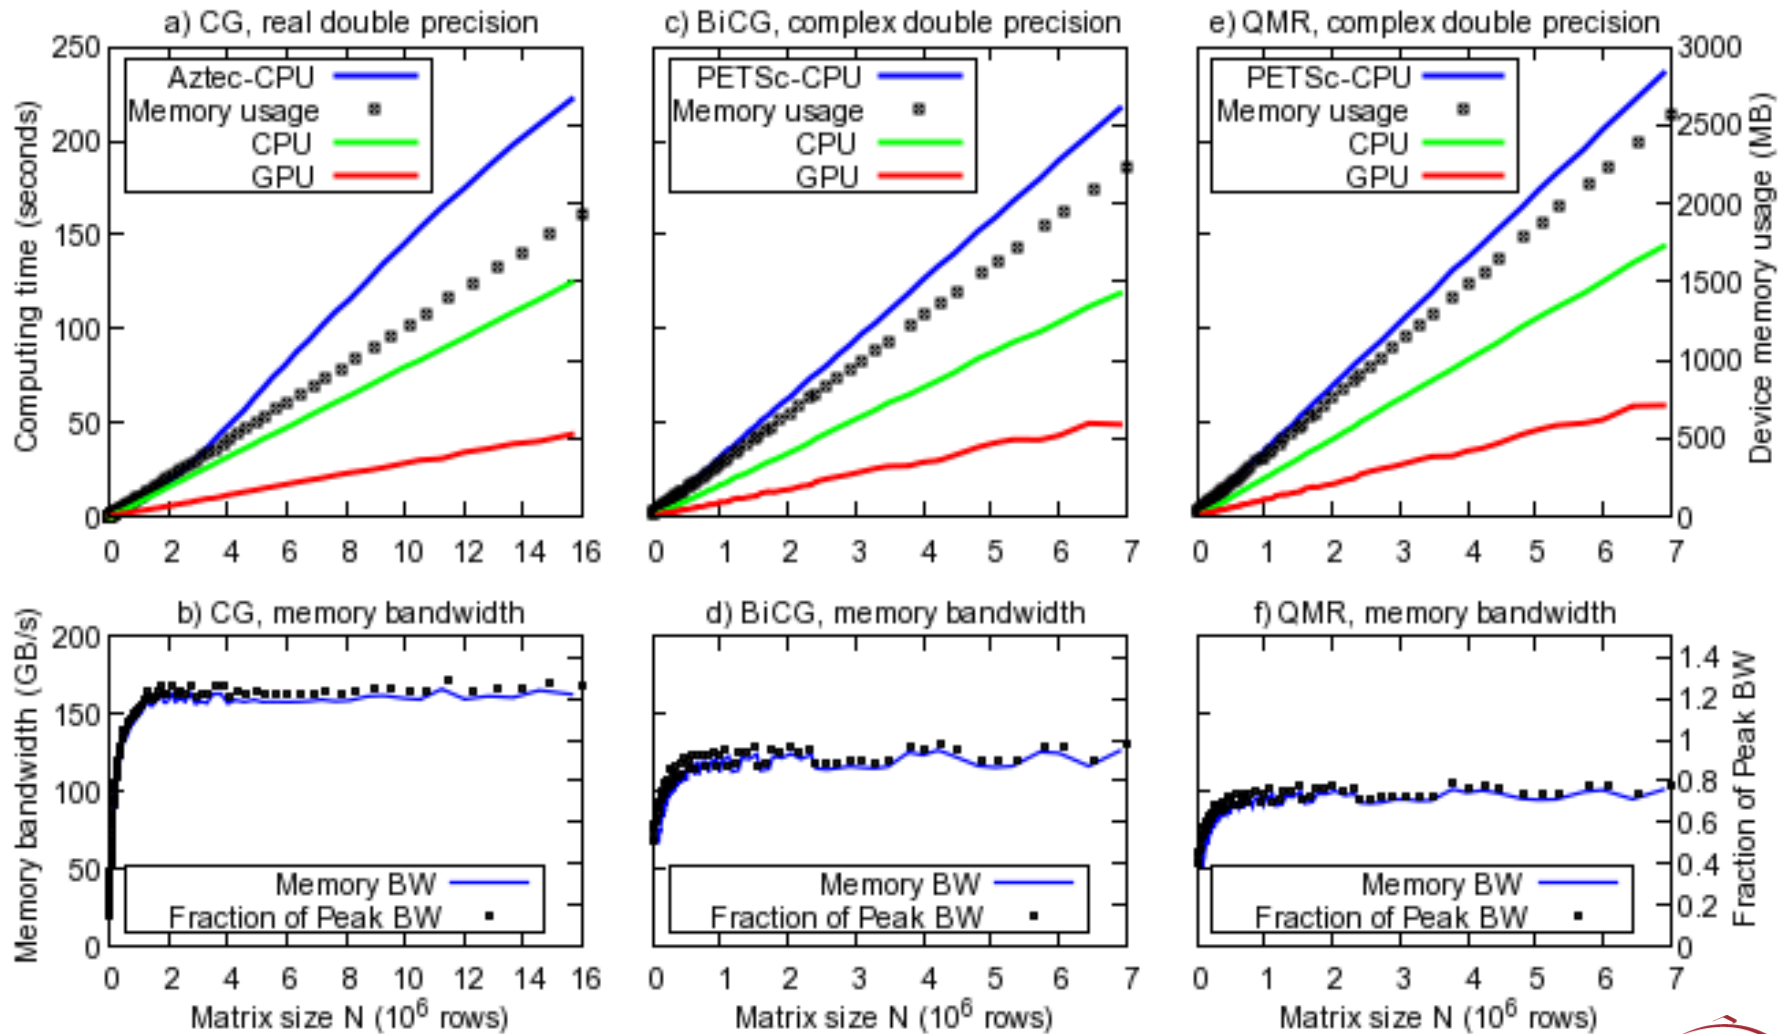 a) CG, real double precision
c) BiCG, complex double precision
e) QMR, complex double precision
Computing time (seconds)
250
200
150
100
50
0
Aztec-CPU
Memory usage
CPU
GPU
0 2 4 6 8 10 12 14 16
PETSc-CPU
Memory usage
CPU
GPU
0 1 2 3 4 5 6 7
PETSc-CPU
Memory usage
CPU
GPU
0 1 2 3 4 5 6 7
3000
2500
2000
1500
1000
500
0
Device memory usage (MB)
b) CG, memory bandwidth
d) BiCG, memory bandwidth
f) QMR, memory bandwidth
Memory bandwidth (GB/s)
200
150
100
50
0
Memory BW
Fraction of Peak BW
0 2 4 6 8 10 12 14 16
Matrix size N (10⁶ rows)
Memory BW
Fraction of Peak BW
0 1 2 3 4 5 6 7
Matrix size N (10⁶ rows)
Memory BW
Fraction of Peak BW
0 1 2 3 4 5 6 7
Matrix size N (10⁶ rows)
1.4
1.2
1
0.8
0.6
0.4
0.2
0
Fraction of Peak BW